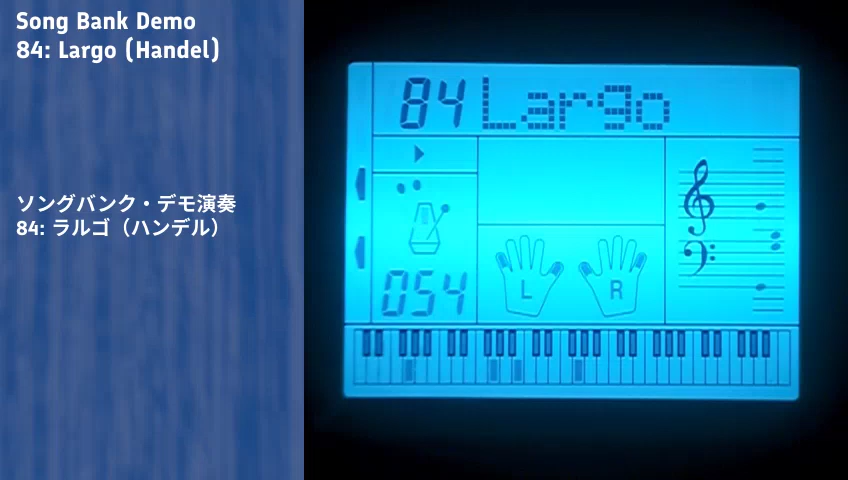 Song Bank Demo
84: Largo (Handel)
ソングバンク・デモ演奏
84: ラルゴ（ハンデル）
84 Largo
054
L R